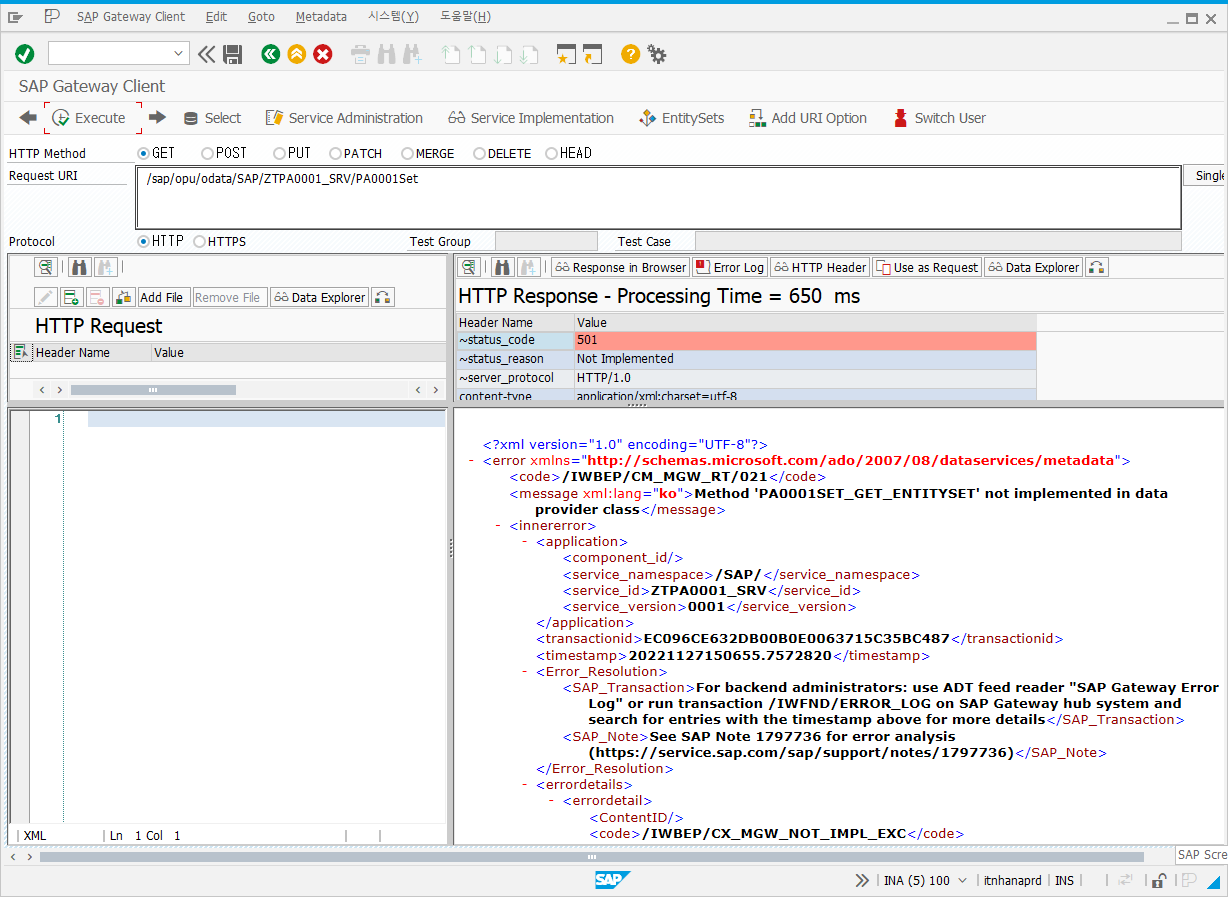 SAP Gateway Client Edit Goto Metadata 시스템(Y) 도움말(H)
SAP Gateway Client
Execute Select Service Administration Service Implementation EntitySets Add URI Option Switch User
HTTP Method GET POST PUT PATCH MERGE DELETE HEAD
Request URI /sap/opu/odata/SAP/ZTPA0001_SRV/PA0001Set Single
Protocol HTTP HTTPS Test Group Test Case
Response in Browser Error Log HTTP Header Use as Request Data Explorer
Add File Remove File Data Explorer
HTTP Response - Processing Time = 650 ms
HTTP Request
Header Name Value
Header Name Value
~status_code 501
~status_reason Not Implemented
~server_protocol HTTP/1.0
content-type application/xml;charset=utf-8
1
<?xml version="1.0" encoding="UTF-8"?>
- <error xmlns="http://schemas.microsoft.com/ado/2007/08/dataservices/metadata">
<code>/IWBEP/CM_MGW_RT/021</code>
<message xml:lang="ko">Method 'PA0001SET_GET_ENTITYSET' not implemented in data
provider class</message>
- <innererror>
- <application>
<component_id/>
<service_namespace>/SAP/</service_namespace>
<service_id>ZTPA0001_SRV</service_id>
<service_version>0001</service_version>
</application>
<transactionid>EC096CE632DB00B0E0063715C35BC487</transactionid>
<timestamp>20221127150655.7572820</timestamp>
- <Error_Resolution>
<SAP_Transaction>For backend administrators: use ADT feed reader "SAP Gateway Error
Log" or run transaction /IWFND/ERROR_LOG on SAP Gateway hub system and
search for entries with the timestamp above for more details</SAP_Transaction>
<SAP_Note>See SAP Note 1797736 for error analysis
(https://service.sap.com/sap/support/notes/1797736)</SAP_Note>
</Error_Resolution>
- <errordetails>
- <errordetail>
<ContentID/>
<code>/IWBEP/CX_MGW_NOT_IMPL_EXC</code>
XML Ln 1 Col 1
SAP Scre
SAP INA (5) 100 itnhanaprd INS